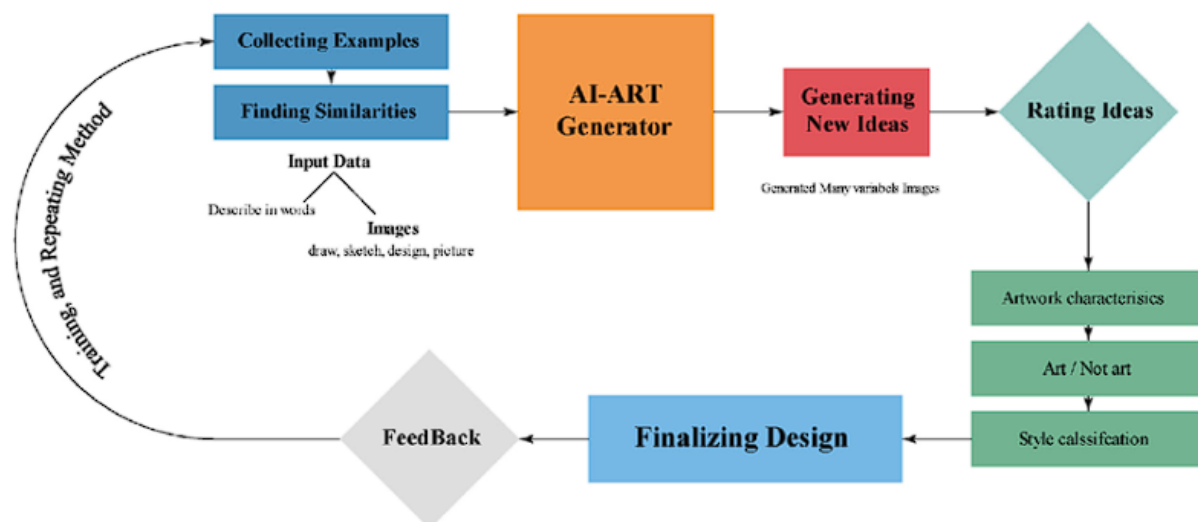 Collecting Examples
Finding Similarities
Input Data
Describe in words
Images
draw, sketch, design, picture
AI-ART
Generator
Generating
New Ideas
Generated Many variabels Images
Rating Ideas
Artwork characterisics
Art / Not art
Style calssifcation
Finalizing Design
FeedBack
Training, and Repeating Method